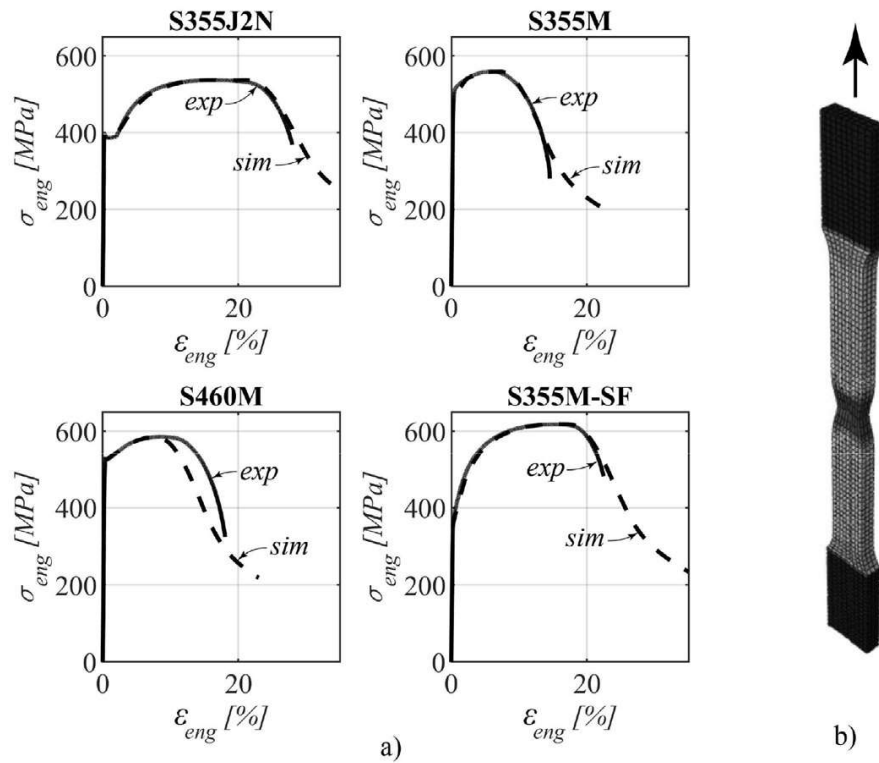 S355J2N
S355M
600
400
200
0
0
20
σeng [MPa]
εeng [%]
exp
sim
600
400
200
0
0
20
σeng [MPa]
εeng [%]
exp
sim
S460M
S355M-SF
600
400
200
0
0
20
σeng [MPa]
εeng [%]
exp
sim
600
400
200
0
0
20
σeng [MPa]
εeng [%]
exp
sim
a)
b)